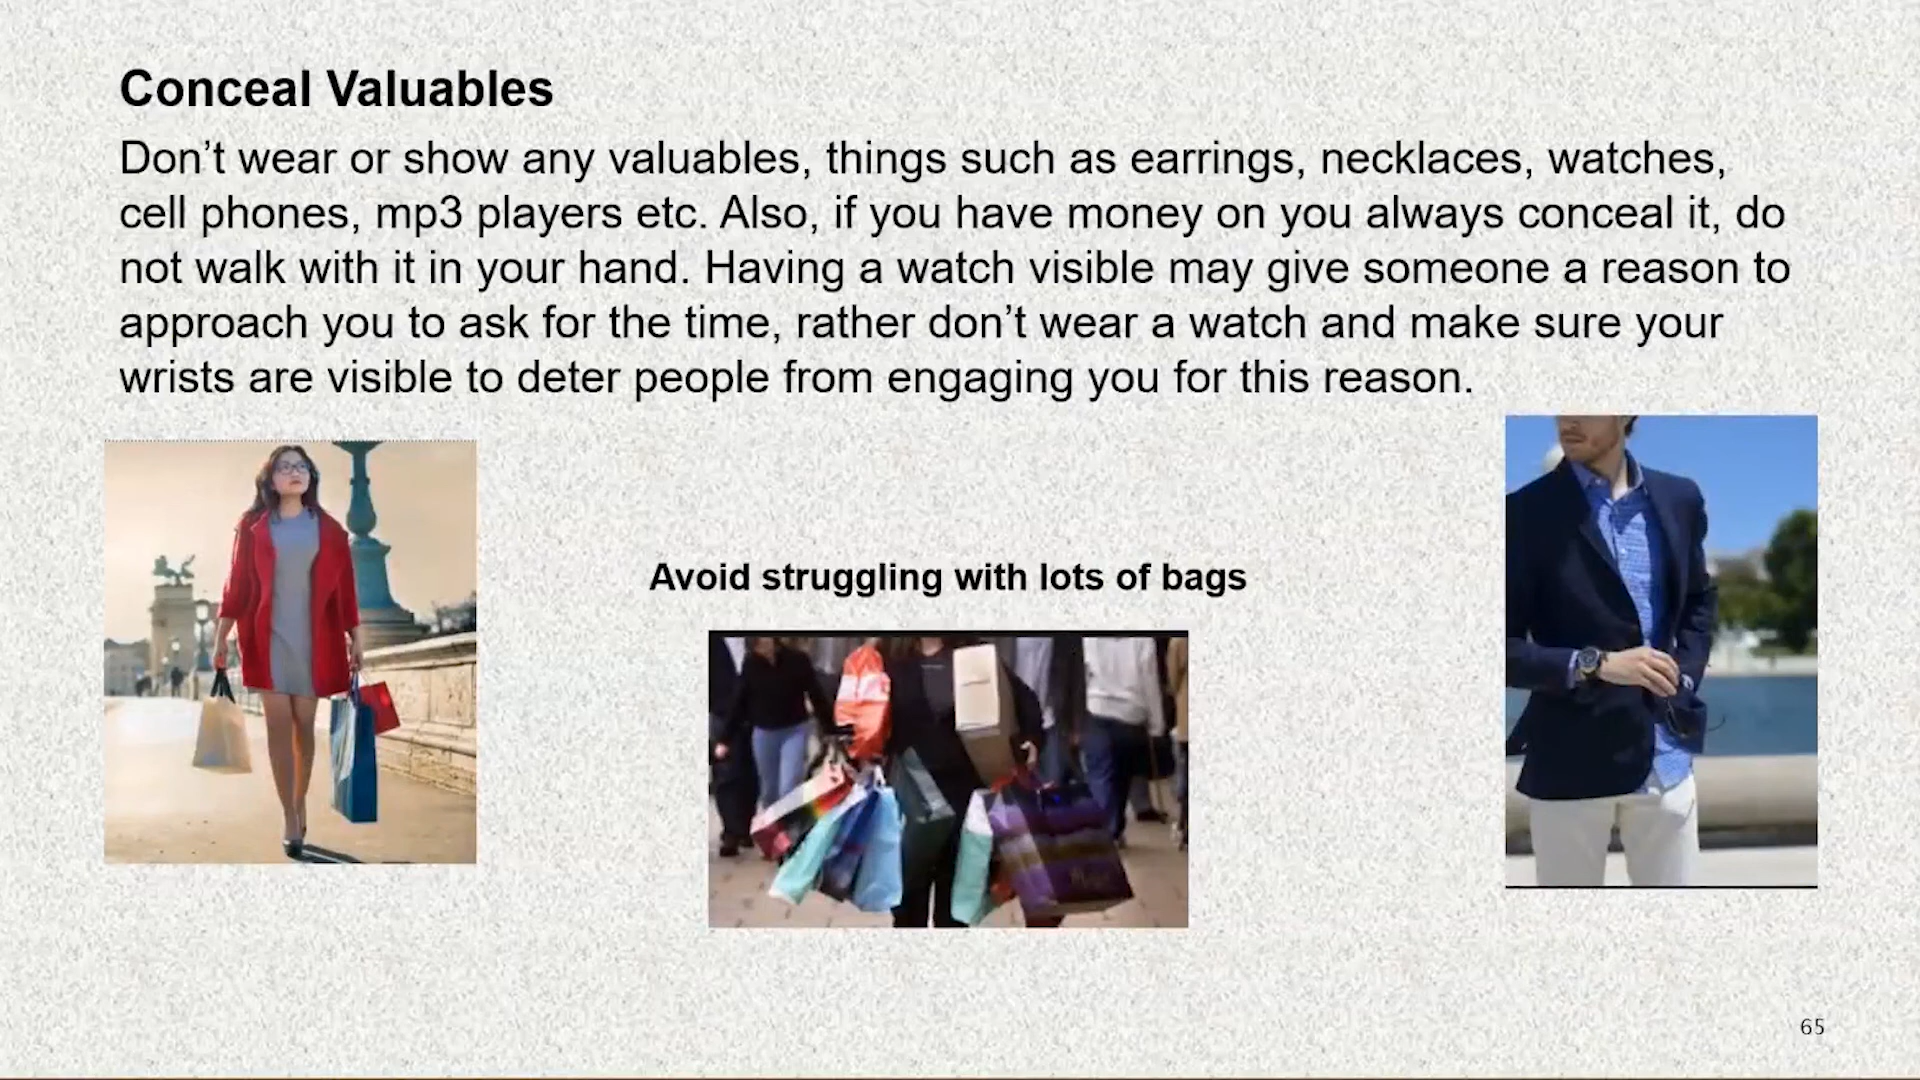 Conceal Valuables
Don’t wear or show any valuables, things such as earrings, necklaces, watches,
cell phones, mp3 players etc. Also, if you have money on you always conceal it, do
not walk with it in your hand. Having a watch visible may give someone a reason to
approach you to ask for the time, rather don’t wear a watch and make sure your
wrists are visible to deter people from engaging you for this reason.
Avoid struggling with lots of bags
65